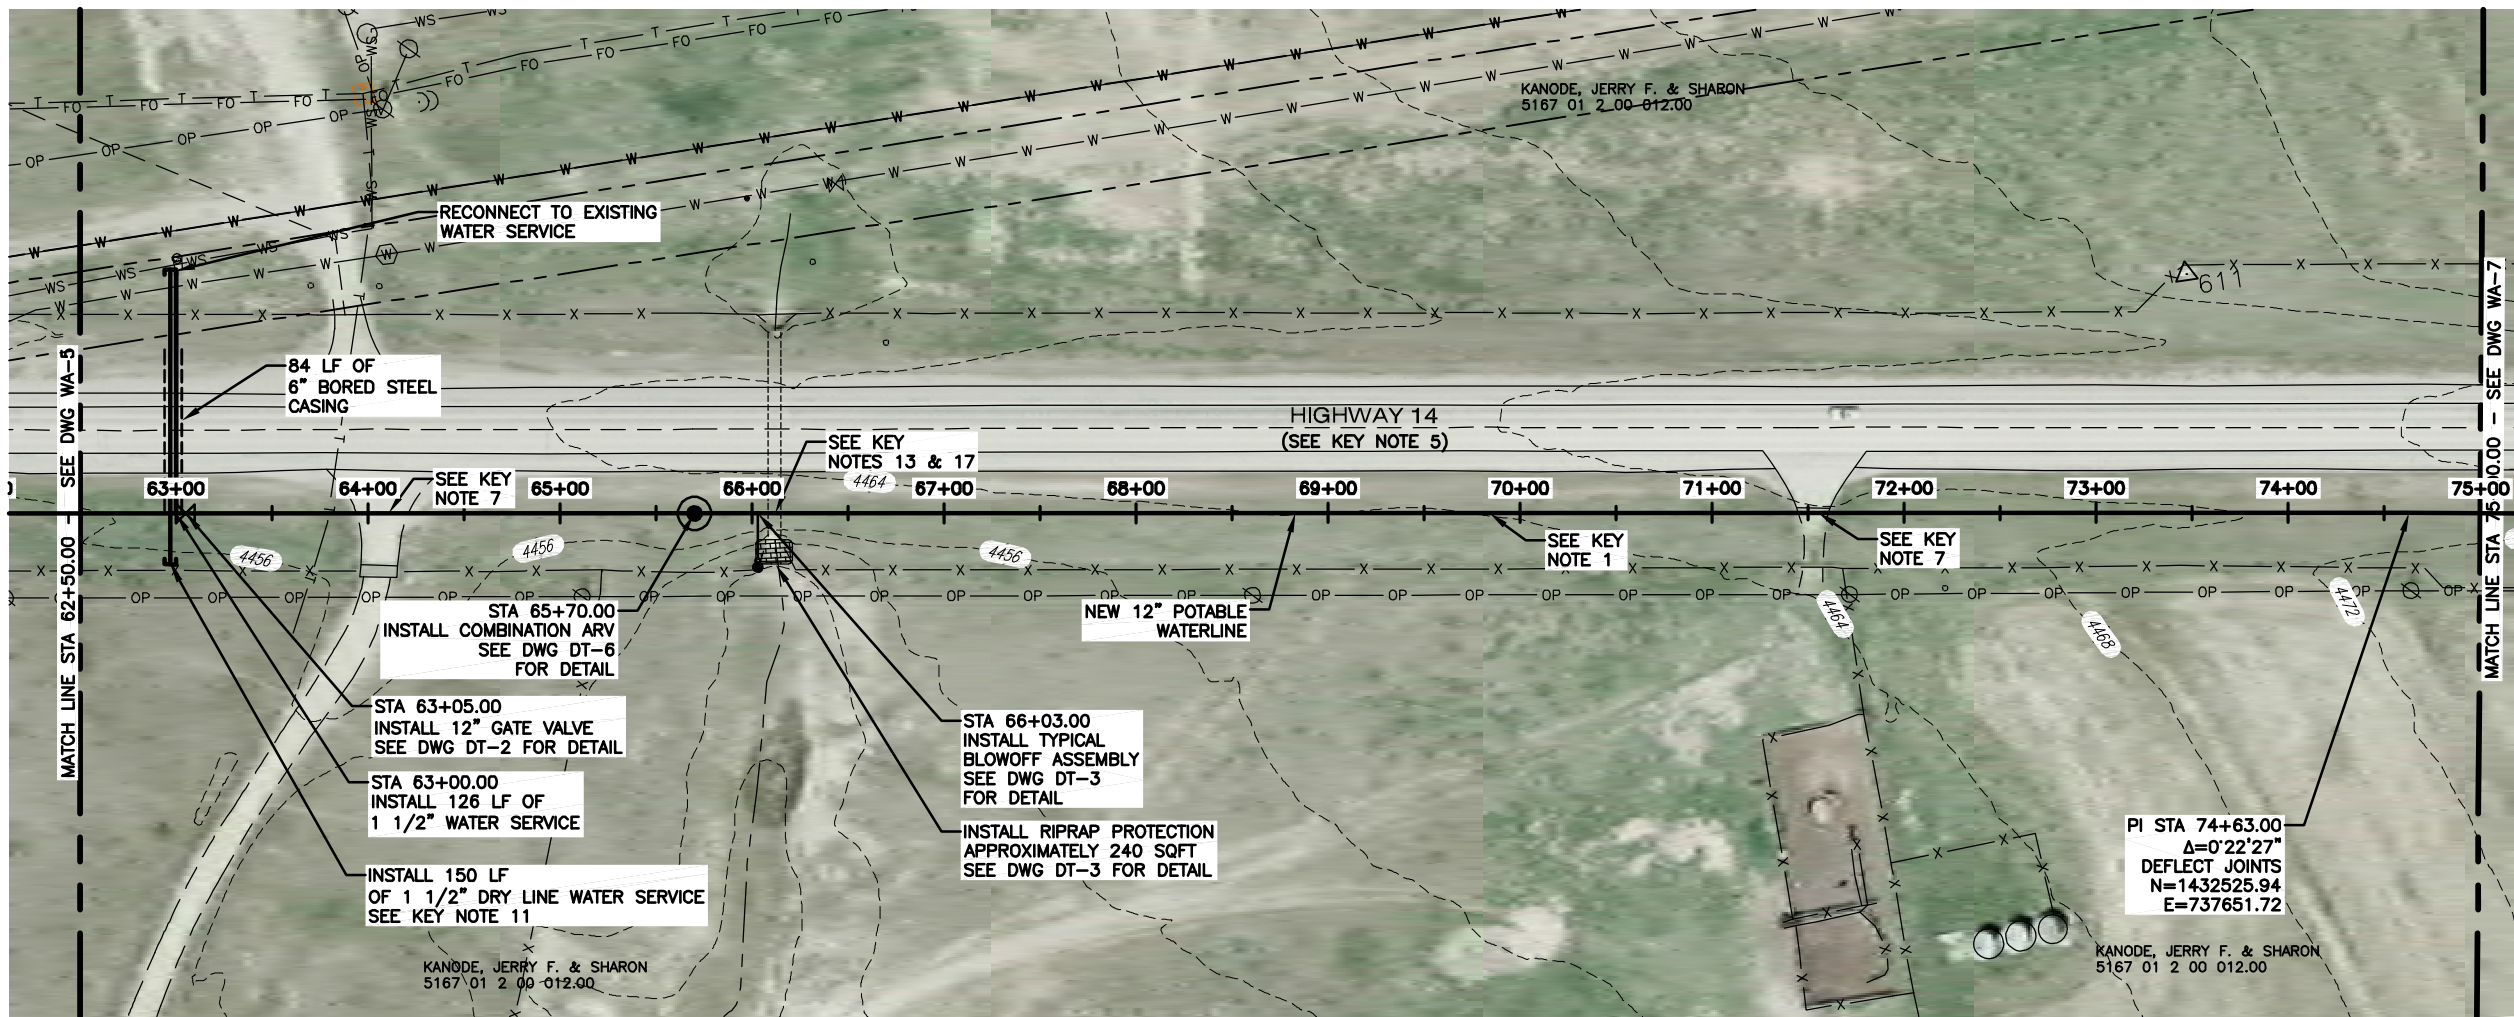 KANODE, JERRY F. & SHARON
5167 01 2 00 012.00
611
RECONNECT TO EXISTING
WATER SERVICE
84 LF OF
6" BORED STEEL
CASING
HIGHWAY 14
(SEE KEY NOTE 5)
SEE KEY
NOTES 13 & 17
SEE KEY
NOTE 7
4464
63+00 64+00 65+00 66+00 67+00 68+00 69+00 70+00 71+00 72+00 73+00 74+00 75+00
MATCH LINE STA 62+50.00 - SEE DWG WA-5
MATCH LINE STA 75+00.00 - SEE DWG WA-7
4456
4456
4456
SEE KEY
NOTE 1
SEE KEY
NOTE 7
4464
4468
4472
NEW 12" POTABLE
WATERLINE
STA 65+70.00
INSTALL COMBINATION ARV
SEE DWG DT-6
FOR DETAIL
STA 63+05.00
INSTALL 12" GATE VALVE
SEE DWG DT-2 FOR DETAIL
STA 63+00.00
INSTALL 126 LF OF
1 1/2" WATER SERVICE
INSTALL 150 LF
OF 1 1/2" DRY LINE WATER SERVICE
SEE KEY NOTE 11
STA 66+03.00
INSTALL TYPICAL
BLOWOFF ASSEMBLY
SEE DWG DT-3
FOR DETAIL
INSTALL RIPRAP PROTECTION
APPROXIMATELY 240 SQFT
SEE DWG DT-3 FOR DETAIL
PI STA 74+63.00
Δ=0°22'27"
DEFLECT JOINTS
N=1432525.94
E=737651.72
KANODE, JERRY F. & SHARON
5167 01 2 00 012.00
KANODE, JERRY F. & SHARON
5167 01 2 00 012.00